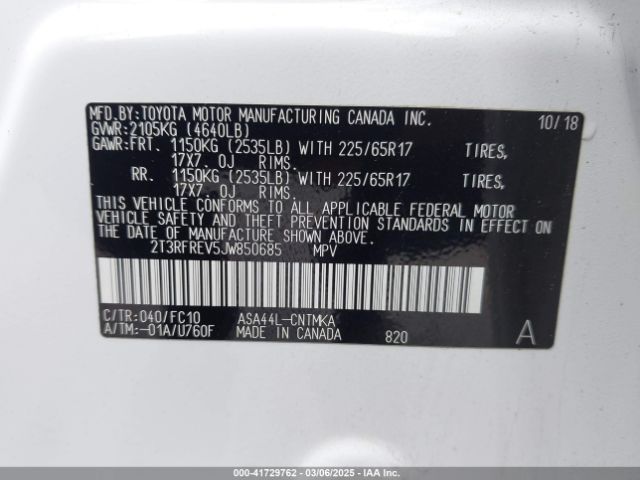 MFD.BY:TOYOTA MOTOR MANUFACTURING CANADA INC. 10/18
GVWR:2105KG (4640LB)
GAWR:FRT. 1150KG (2535LB) WITH 225/65R17 TIRES,
17X7. 0J RIMS.
RR. 1150KG (2535LB) WITH 225/65R17 TIRES,
17X7. 0J RIMS.
THIS VEHICLE CONFORMS TO ALL APPLICABLE FEDERAL MOTOR
VEHICLE SAFETY AND THEFT PREVENTION STANDARDS IN EFFECT ON
THE DATE OF MANUFACTURE SHOWN ABOVE.
2T3RFREV5JW850685 MPV
C/TR:040/FC10 ASA44L-CNTMKA
A/TM:-01A/U760F MADE IN CANADA 820 A
000-41729762 - 03/06/2025 - IAA Inc.